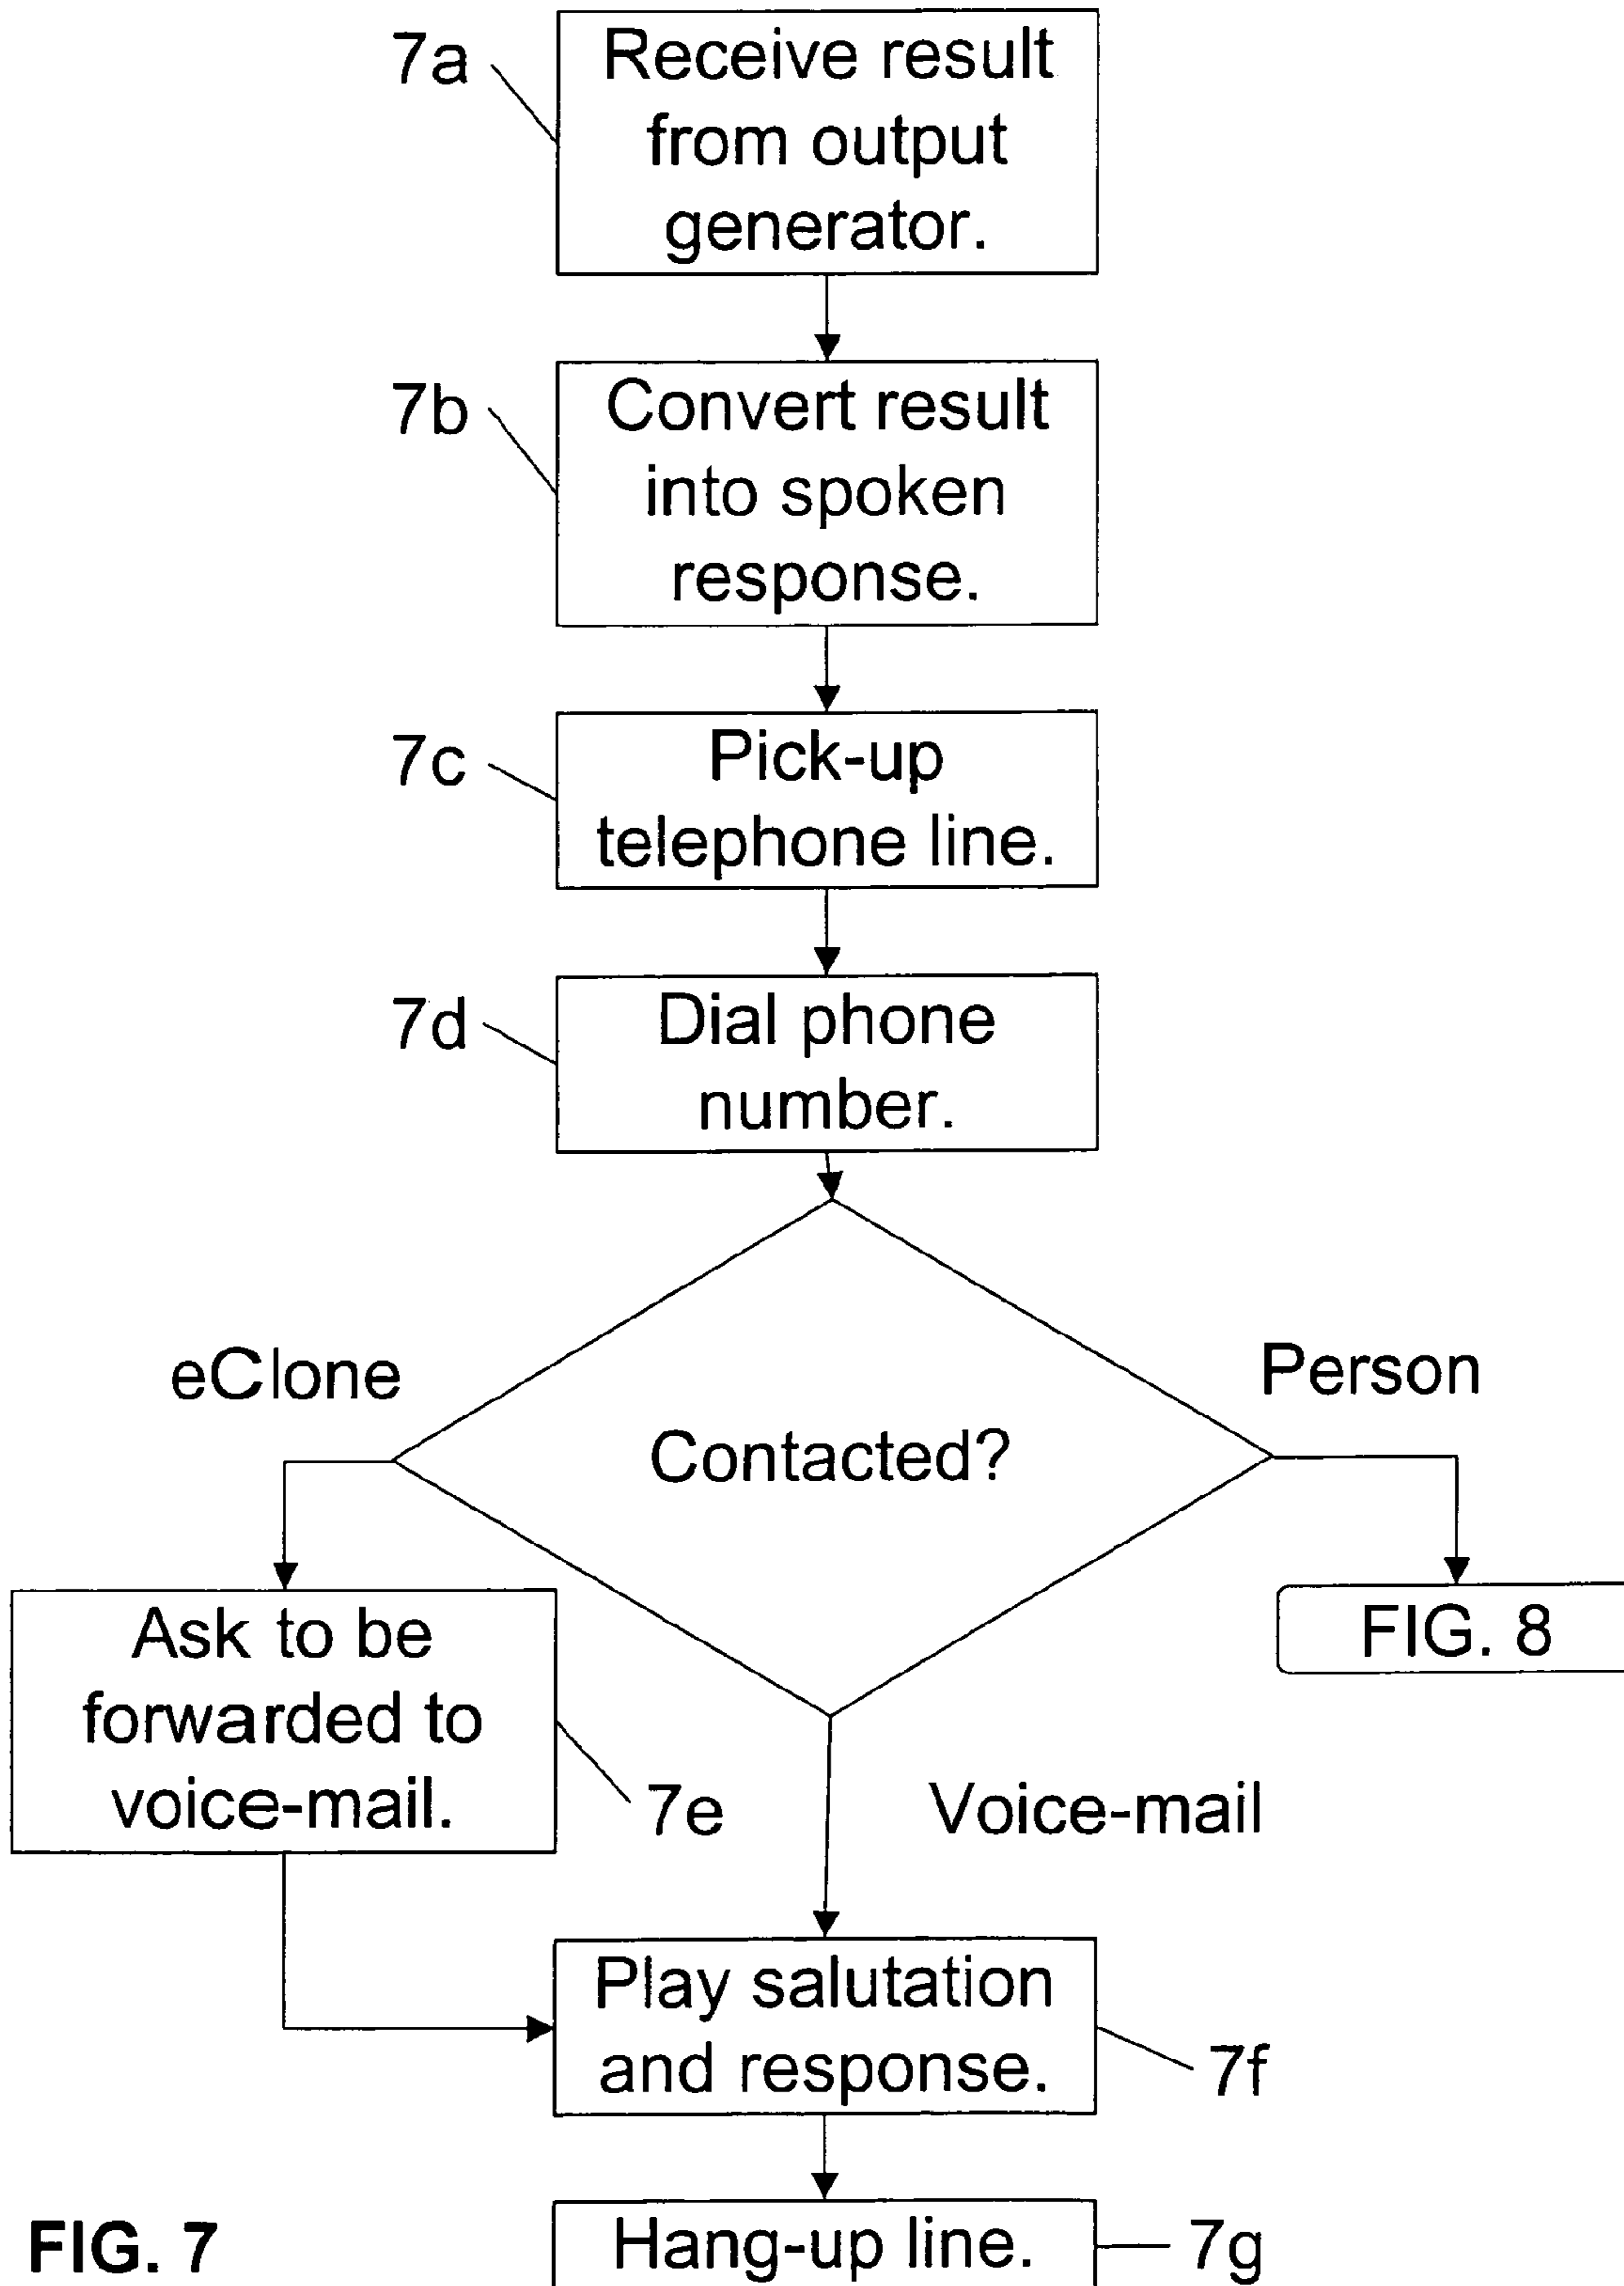 7a
Receive result
from output
generator.
7b
Convert result
into spoken
response.
7c
Pick-up
telephone line.
7d
Dial phone
number.
eClone
Person
Contacted?
Ask to be
forwarded to
voice-mail.
FIG. 8
7e
Voice-mail
Play salutation
and response.
7f
FIG. 7
Hang-up line.
7g